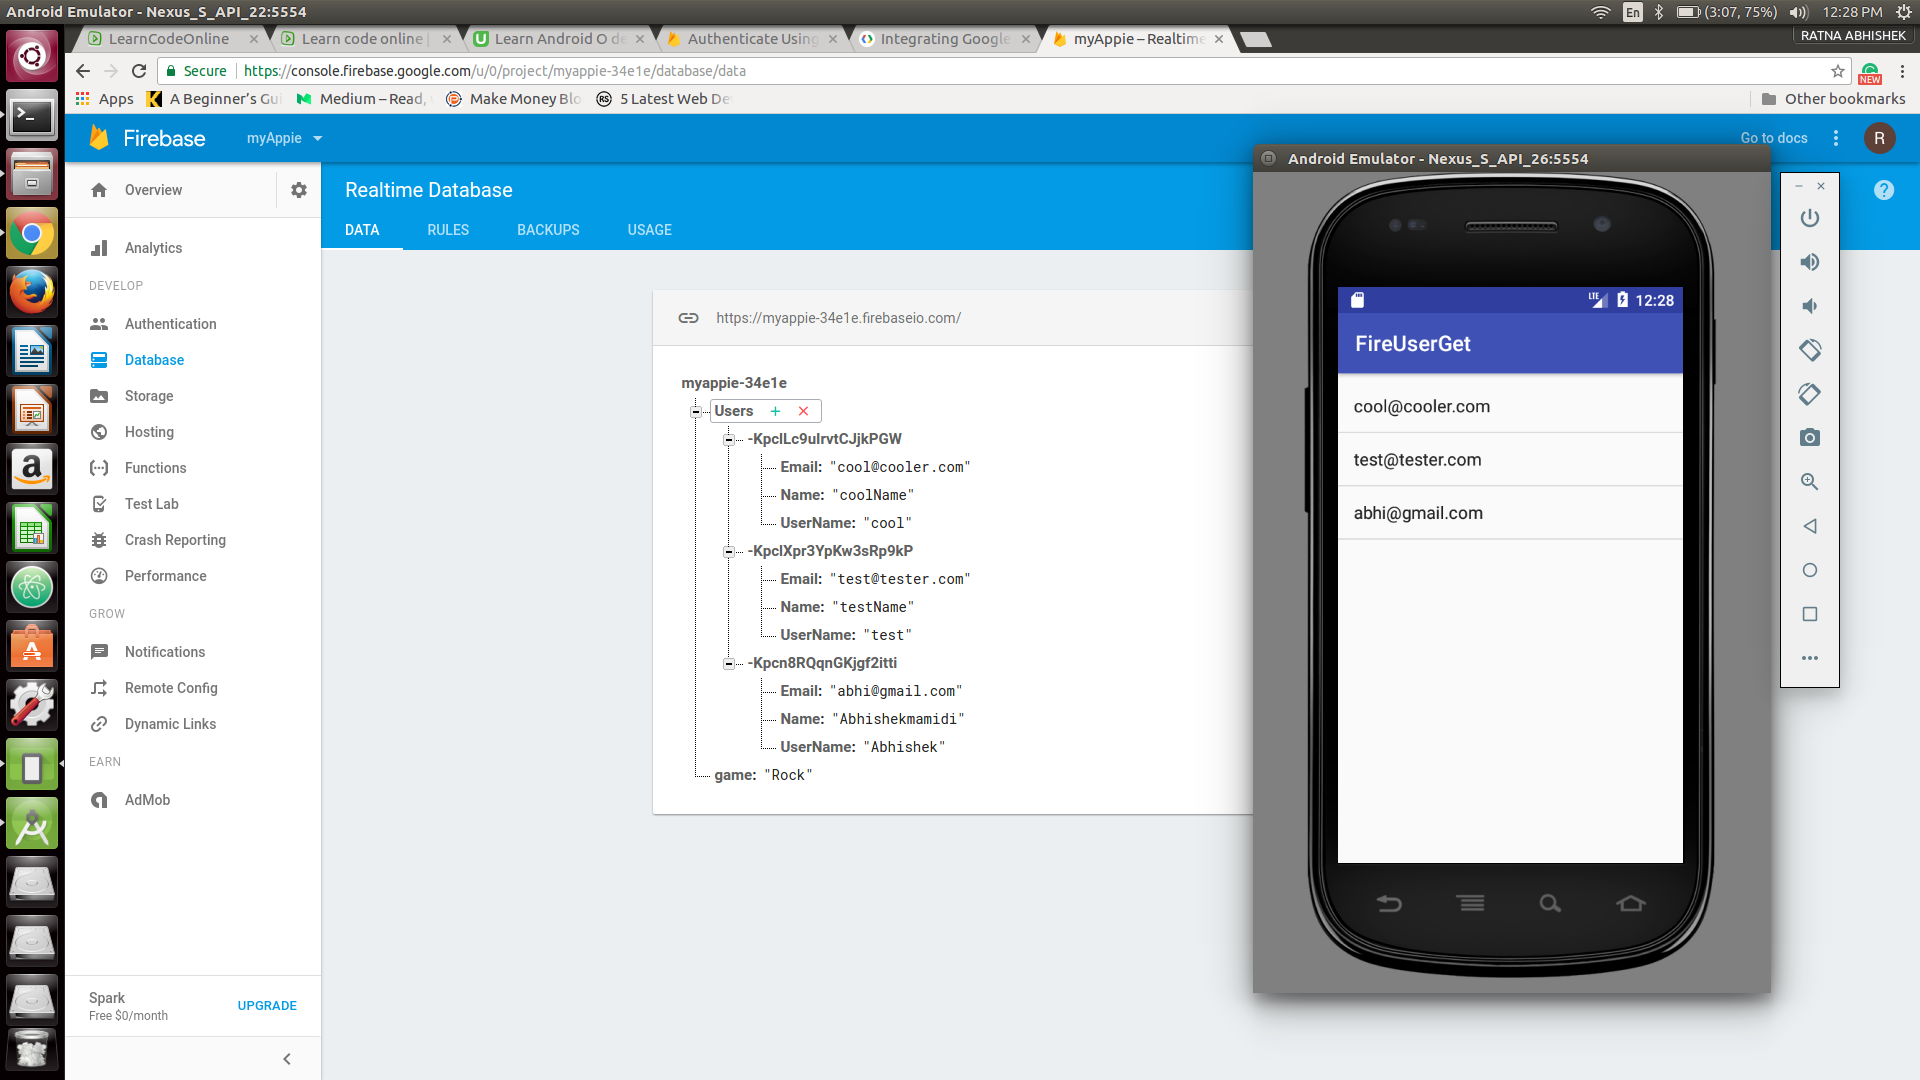 Android Emulator - Nexus_S_API_22:5554
En
(3:07, 75%)
12:28 PM
RATNA ABHISHEK
LearnCodeOnline
Learn code online |
Learn Android O de
Authenticate Using
Integrating Google
myAppie – Realtime
Secure
https://console.firebase.google.com/u/0/project/myappie-34e1e/database/data
NEW
Apps
A Beginner's Gui
Medium – Read,
Make Money Blo
RS
5 Latest Web De
Other bookmarks
Firebase
myAppie
Go to docs
R
Overview
Analytics
DEVELOP
Authentication
Database
Storage
Hosting
Functions
Test Lab
Crash Reporting
Performance
GROW
Notifications
Remote Config
Dynamic Links
EARN
AdMob
Spark
Free $0/month
UPGRADE
Realtime Database
DATA
RULES
BACKUPS
USAGE
https://myappie-34e1e.firebaseio.com/
myappie-34e1e
Users
-KpclLc9ulrvtCJjkPGW
Email: "cool@cooler.com"
Name: "coolName"
UserName: "cool"
-KpclXpr3YpKw3sRp9kP
Email: "test@tester.com"
Name: "testName"
UserName: "test"
-Kpcn8RQqnGKjgf2itti
Email: "abhi@gmail.com"
Name: "Abhishekmamidi"
UserName: "Abhishek"
game: "Rock"
Android Emulator - Nexus_S_API_26:5554
LTE
12:28
FireUserGet
cool@cooler.com
test@tester.com
abhi@gmail.com